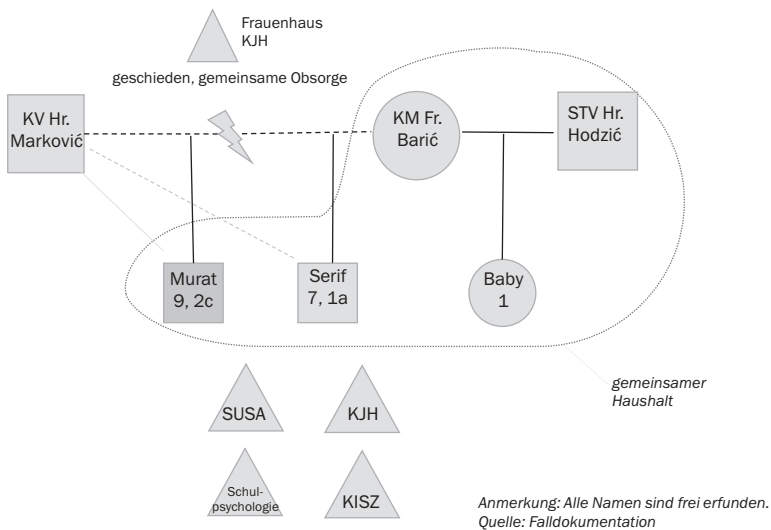 Frauenhaus
KJH
geschieden, gemeinsame Obsorge
KV Hr.
Marković
KM Fr.
Barić
STV Hr.
Hodzić
Murat
9, 2c
Serif
7, 1a
Baby
1
gemeinsamer
Haushalt
SUSA
KJH
Schul-
psychologie
KISZ
Anmerkung: Alle Namen sind frei erfunden.
Quelle: Falldokumentation